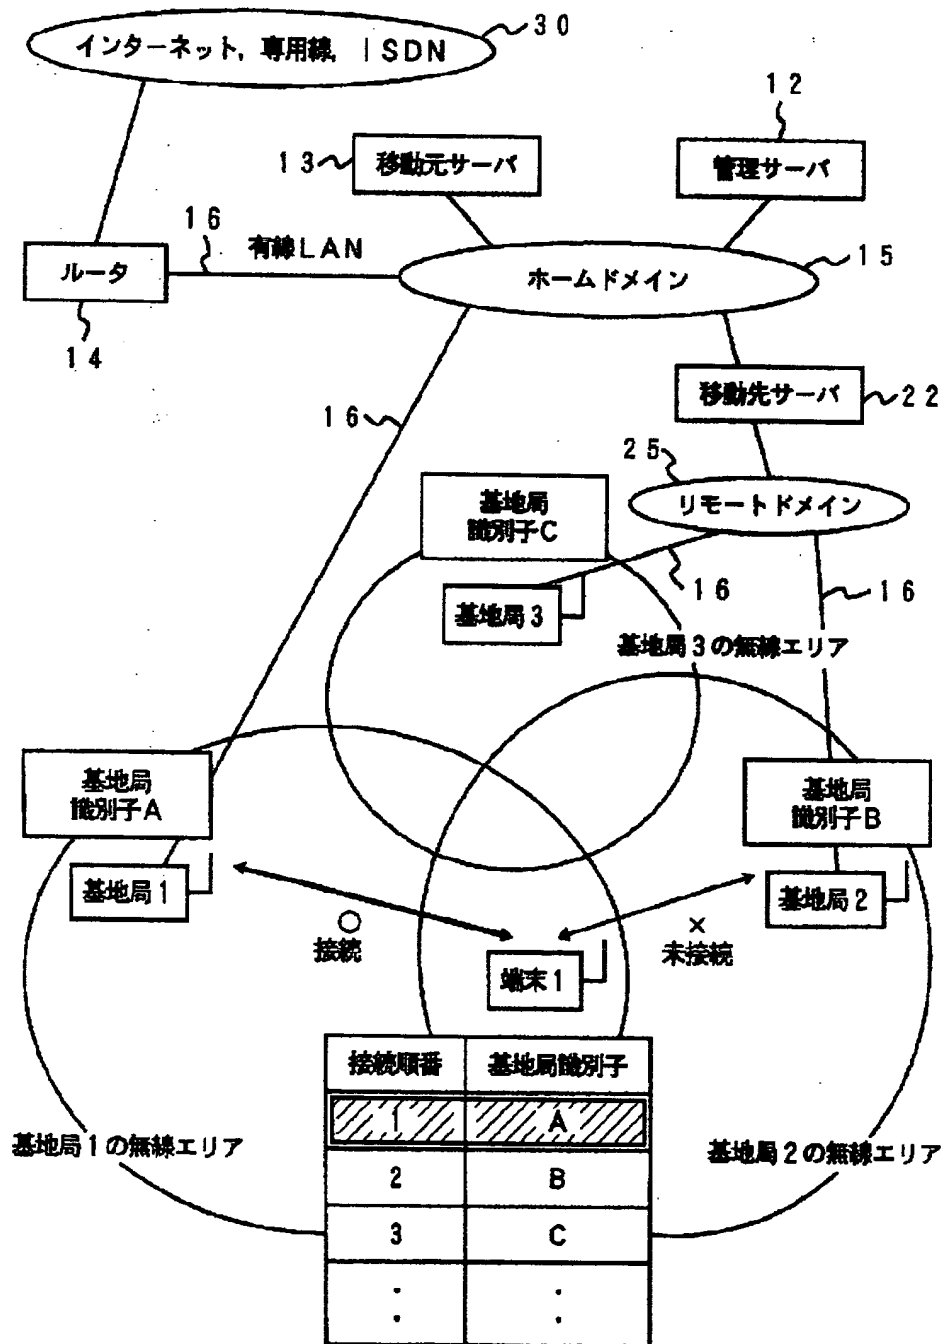 インターネット, 専用線, ISDN
30
12
13
移動元サーバ
管理サーバ
16
有線LAN
15
ルータ
ホームドメイン
14
16
移動先サーバ
22
25
基地局
識別子C
リモートドメイン
基地局3
16
16
基地局3の無線エリア
基地局
識別子A
基地局
識別子B
基地局1
基地局2
○
接続
×
未接続
端末1
接続順番 基地局識別子
1 A
2 B
3 C
・ ・
・ ・
基地局1の無線エリア
基地局2の無線エリア